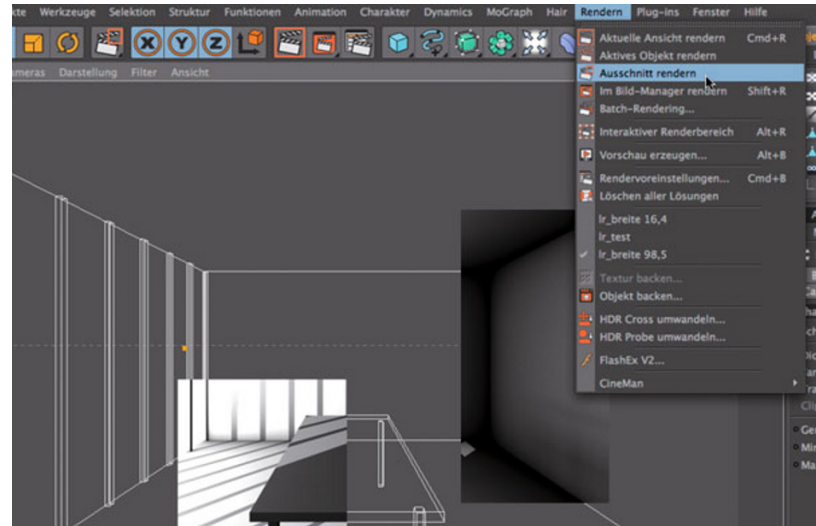 Werkzeuge Selektion Struktur Funktionen Animation Charakter Dynamics MoGraph Hair Rendern Plug-ins Fenster Hilfe
X Y Z
Darstellung Filter Ansicht
Aktuelle Ansicht rendern Cmd+R
Aktives Objekt rendern
Ausschnitt rendern
Im Bild-Manager rendern Shift+R
Batch-Rendering...
Interaktiver Renderbereich Alt+R
Vorschau erzeugen... Alt+B
Rendervoreinstellungen... Cmd+B
Löschen aller Lösungen
lr_breite 16,4
lr_test
lr_breite 98,5
Textur backen...
Objekt backen...
HDR Cross umwandeln...
HDR Probe umwandeln...
FlashEx V2...
CineMan